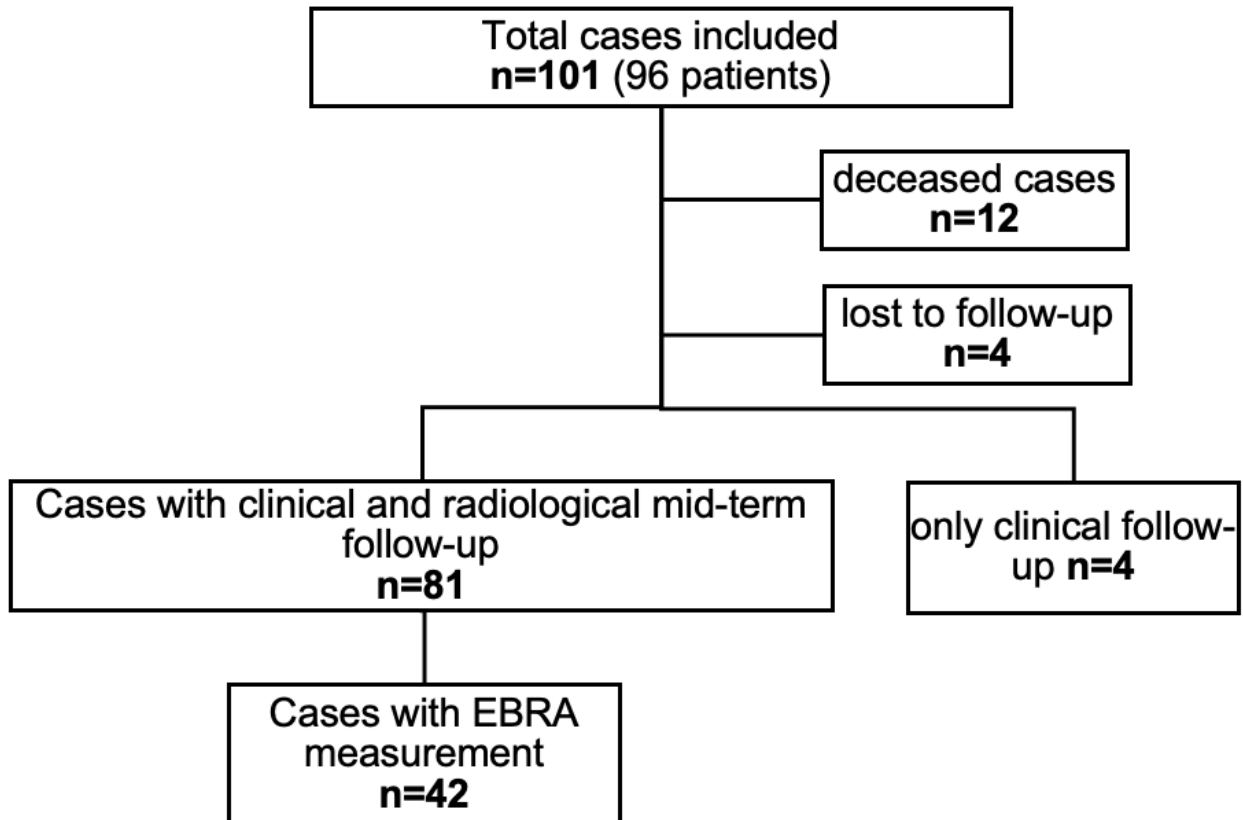 Total cases included
n=101 (96 patients)
deceased cases
n=12
lost to follow-up
n=4
Cases with clinical and radiological mid-term
follow-up
n=81
only clinical follow-
up n=4
Cases with EBRA
measurement
n=42